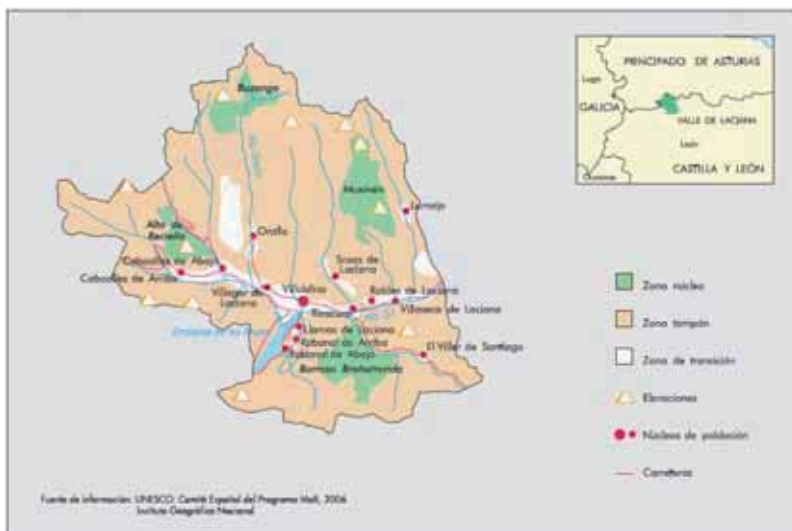 PRINCIPADO DE ASTURIAS
Lugo
GALICIA
VALLE DE LACIANA
León
CASTILLA Y LEÓN
Muxivén
Lumajo
Alto de
Orallo
Caboalles de Abajo
Caboalles de Arriba
Sosas de
Laciana
Villager de
Laciana
Villablino
Robles de Laciana
Rioscuro
Villaseca de Laciana
Llamas de Laciana
Rabanal de Arriba
Rabanal de Abajo
El Villar de Santiago
Zona núcleo
Zona tampón
Zona de transición
Elevaciones
Núcleos de población
Carreteras
Fuente de información: UNESCO. Comité Español del Programa MaB, 2006
Instituto Geográfico Nacional